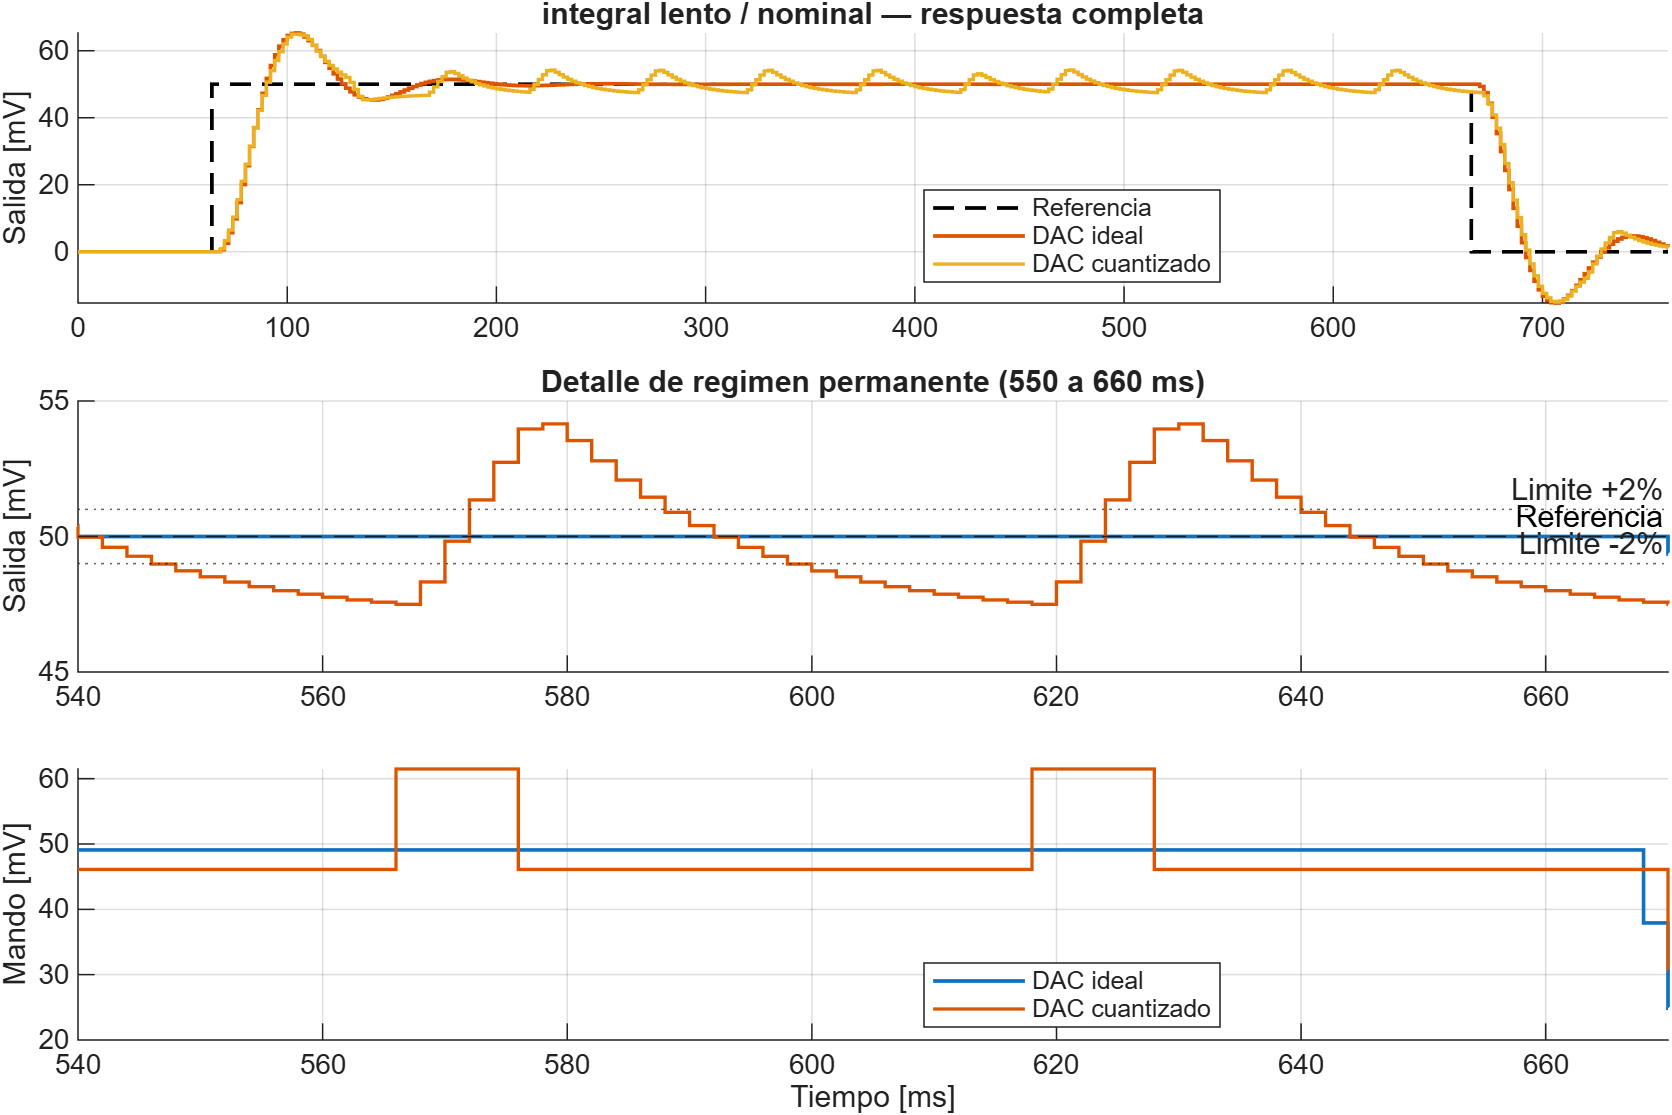 integral lento / nominal — respuesta completa
Salida [mV]
60
40
20
0
Referencia
DAC ideal
DAC cuantizado
0 100 200 300 400 500 600 700
Detalle de regimen permanente (550 a 660 ms)
Salida [mV]
55
50
45
Limite +2%
Referencia
Limite -2%
540 560 580 600 620 640 660
Mando [mV]
60
50
40
30
20
DAC ideal
DAC cuantizado
540 560 580 600 620 640 660
Tiempo [ms]